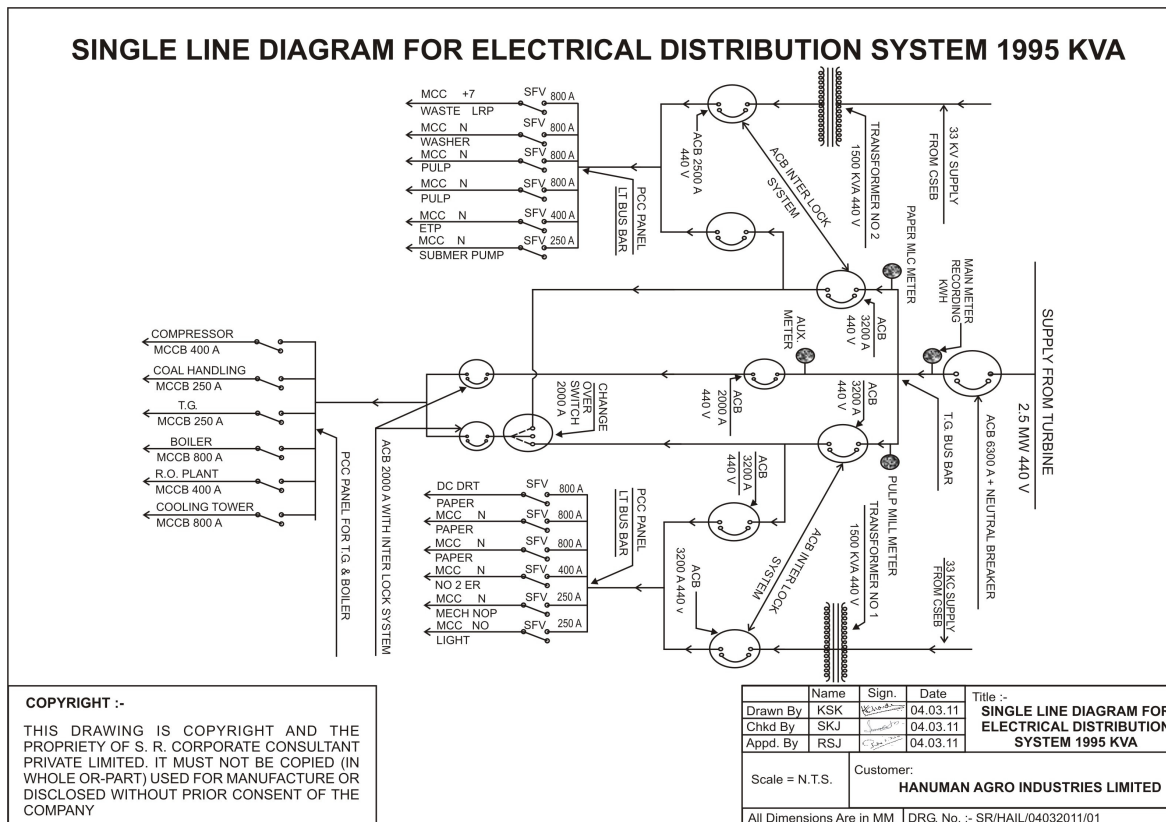 SINGLE LINE DIAGRAM FOR ELECTRICAL DISTRIBUTION SYSTEM 1995 KVA
MCC +7
SFV 800 A
WASTE LRP
MCC N
SFV 800 A
WASHER
MCC N
SFV 800 A
PULP
MCC N
SFV 800 A
PULP
MCC N
SFV 400 A
ETP
MCC N
SFV 250 A
SUBMER PUMP
PCC PANEL
LT BUS BAR
ACB 2500 A
440 V
ACB INTER LOCK
SYSTEM
TRANSFORMER NO 2
1500 KVA 440 V
33 KV SUPPLY
FROM CSEB
PAPER MLC METER
MAIN METER
RECORDING
KWH
ACB
3200 A
440 V
AUX.
METER
SUPPLY FROM TURBINE
2.5 MW 440 V
COMPRESSOR
MCCB 400 A
COAL HANDLING
MCCB 250 A
T.G.
MCCB 250 A
BOILER
MCCB 800 A
R.O. PLANT
MCCB 400 A
COOLING TOWER
MCCB 800 A
PCC PANEL FOR T.G. & BOILER
ACB 2000 A WITH INTER LOCK SYSTEM
CHANGE
OVER
SWITCH
2000 A
ACB
2000 A
440 V
ACB
3200 A
440 V
T.G. BUS BAR
ACB 6300 A + NEUTRAL BREAKER
DC DRT
SFV 800 A
PAPER
MCC N
SFV 800 A
PAPER
MCC N
SFV 800 A
PAPER
MCC N
SFV 400 A
NO 2 ER
MCC N
SFV 250 A
MECH NOP
MCC NO
SFV 250 A
LIGHT
PCC PANEL
LT BUS BAR
ACB
3200 A
440 V
ACB
3200 A 440 v
ACB INTER LOCK
SYSTEM
PULP MILL METER
TRANSFORMER NO 1
1500 KVA 440 V
33 KC SUPPLY
FROM CSEB
COPYRIGHT :-
THIS DRAWING IS COPYRIGHT AND THE
PROPRIETY OF S. R. CORPORATE CONSULTANT
PRIVATE LIMITED. IT MUST NOT BE COPIED (IN
WHOLE OR-PART) USED FOR MANUFACTURE OR
DISCLOSED WITHOUT PRIOR CONSENT OF THE
COMPANY
Name Sign. Date
Drawn By KSK 04.03.11
Chkd By SKJ 04.03.11
Appd. By RSJ 04.03.11
Title :-
SINGLE LINE DIAGRAM FOR
ELECTRICAL DISTRIBUTION
SYSTEM 1995 KVA
Scale = N.T.S.
Customer:
HANUMAN AGRO INDUSTRIES LIMITED
All Dimensions Are in MM
DRG. No. :- SR/HAIL/04032011/01